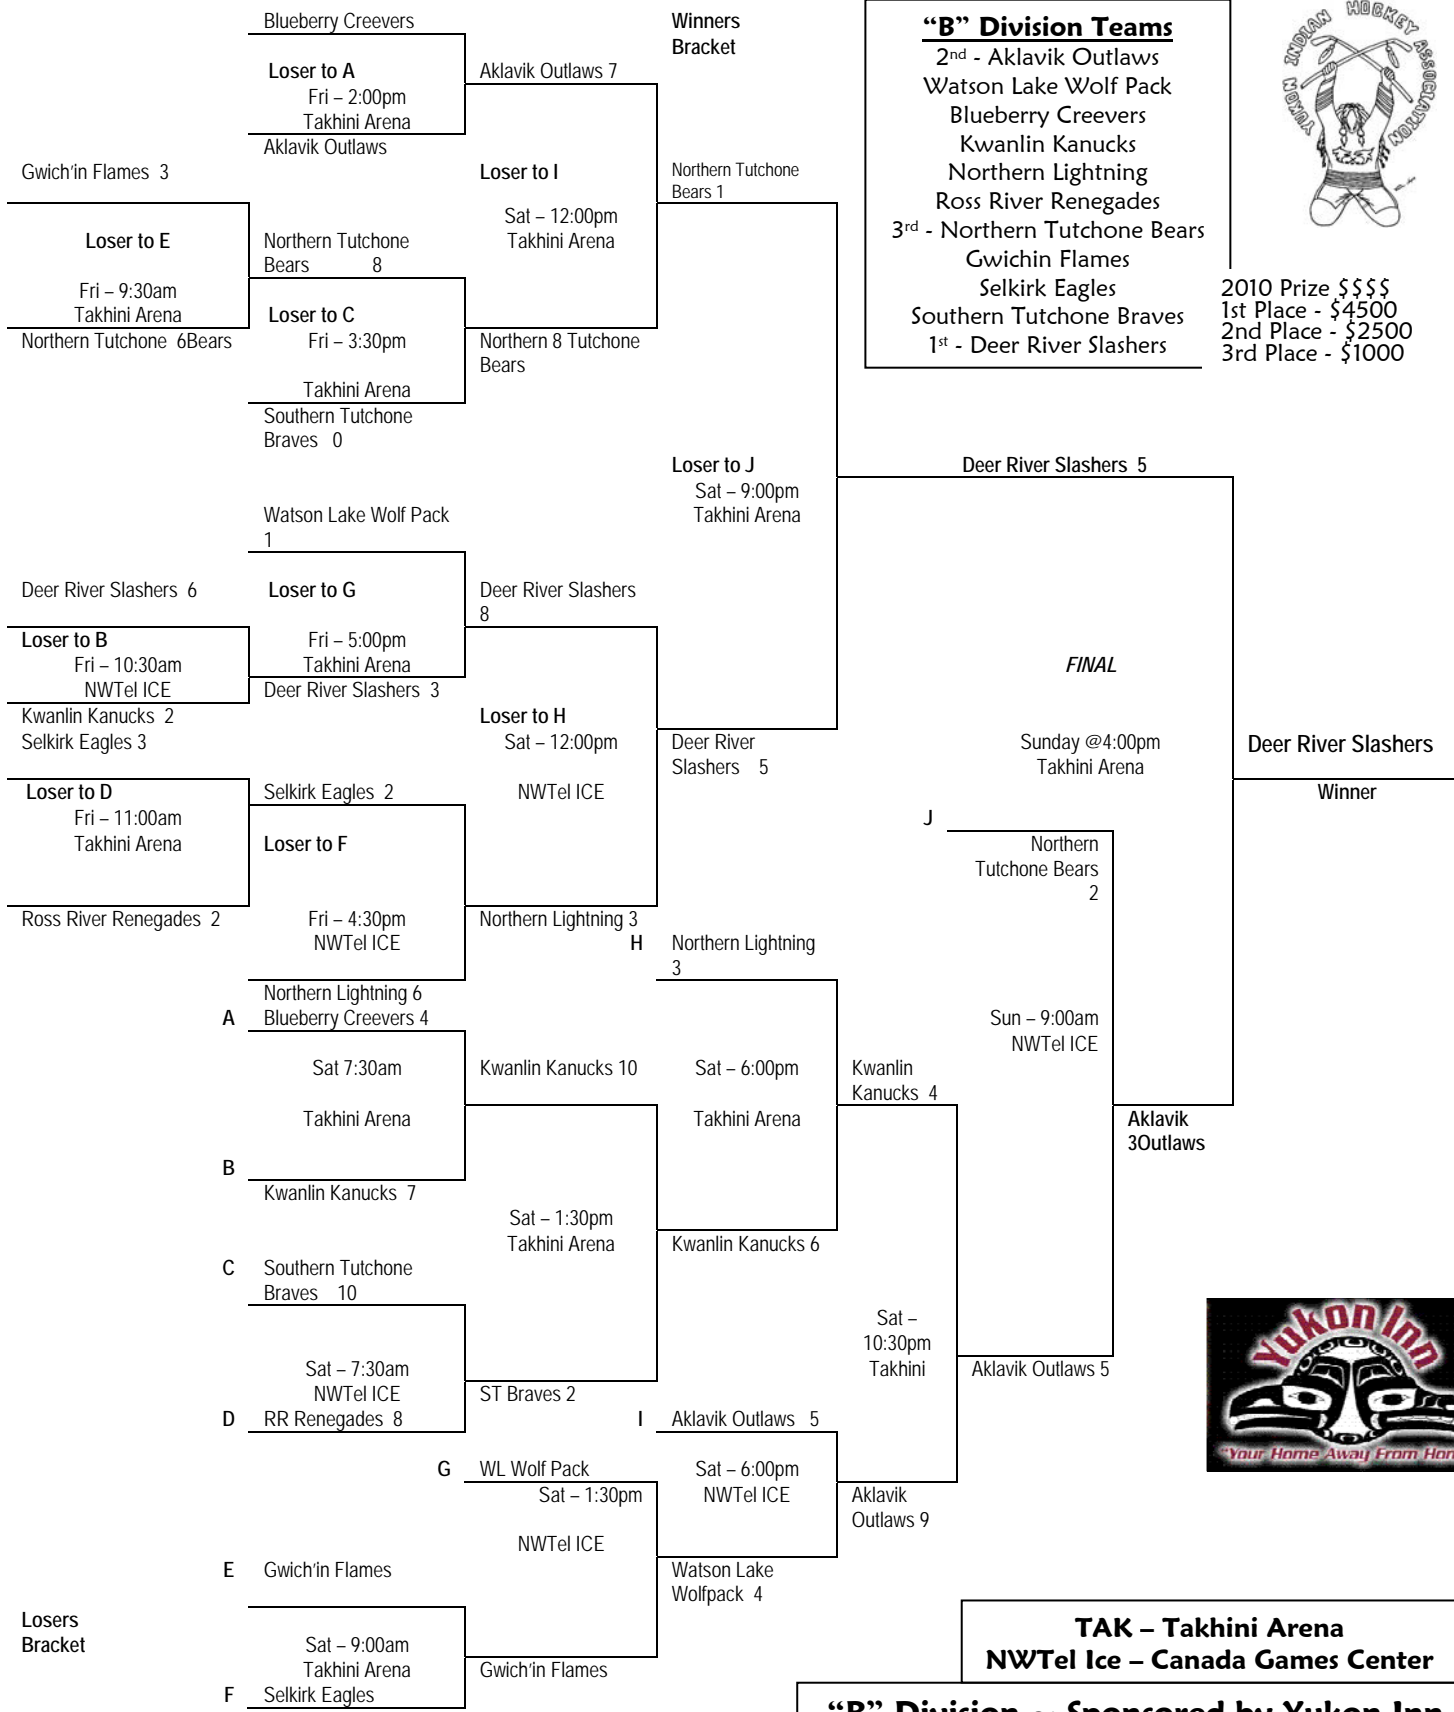 Blueberry Creevers
Winners
Bracket
Loser to A
Fri – 2:00pm
Takhini Arena
Aklavik Outlaws
Aklavik Outlaws 7
“B” Division Teams
2nd - Aklavik Outlaws
Watson Lake Wolf Pack
Blueberry Creevers
Kwanlin Kanucks
Northern Lightning
Ross River Renegades
3rd - Northern Tutchone Bears
Gwichin Flames
Selkirk Eagles
Southern Tutchone Braves
1st - Deer River Slashers
YUKON INDIAN HOCKEY ASSOCIATION
2010 Prize $$$$
1st Place - $4500
2nd Place - $2500
3rd Place - $1000
Gwich’in Flames 3
Loser to E
Fri – 9:30am
Takhini Arena
Northern Tutchone 6Bears
Northern Tutchone
Bears 8
Loser to C
Fri – 3:30pm
Takhini Arena
Southern Tutchone
Braves 0
Loser to I
Sat – 12:00pm
Takhini Arena
Northern 8 Tutchone
Bears
Northern Tutchone
Bears 1
Loser to J
Sat – 9:00pm
Takhini Arena
Deer River Slashers 5
Watson Lake Wolf Pack
1
Deer River Slashers 6
Loser to B
Fri – 10:30am
NWTel ICE
Kwanlin Kanucks 2
Selkirk Eagles 3
Loser to D
Fri – 11:00am
Takhini Arena
Ross River Renegades 2
Loser to G
Fri – 5:00pm
Takhini Arena
Deer River Slashers 3
Selkirk Eagles 2
Loser to F
Fri – 4:30pm
NWTel ICE
Northern Lightning 6
Deer River Slashers
8
Loser to H
Sat – 12:00pm
NWTel ICE
Northern Lightning 3
Deer River
Slashers 5
FINAL
Sunday @4:00pm
Takhini Arena
Deer River Slashers
Winner
J
Northern
Tutchone Bears
2
Sun – 9:00am
NWTel ICE
Aklavik
3Outlaws
H
Northern Lightning
3
A
Blueberry Creevers 4
Sat 7:30am
Takhini Arena
B
Kwanlin Kanucks 7
Kwanlin Kanucks 10
Sat – 6:00pm
Takhini Arena
Kwanlin
Kanucks 4
Sat – 1:30pm
Takhini Arena
Kwanlin Kanucks 6
C
Southern Tutchone
Braves 10
Sat – 7:30am
NWTel ICE
D
RR Renegades 8
ST Braves 2
Sat –
10:30pm
Takhini
Aklavik Outlaws 5
I
Aklavik Outlaws 5
Sat – 6:00pm
NWTel ICE
Aklavik
Outlaws 9
G
WL Wolf Pack
Sat – 1:30pm
NWTel ICE
Watson Lake
Wolfpack 4
E
Gwich’in Flames
Losers
Bracket
Sat – 9:00am
Takhini Arena
F
Selkirk Eagles
Gwich’in Flames
Yukon Inn
"Your Home Away From
TAK – Takhini Arena
NWTel Ice – Canada Games Center
“B” Division ~ Sponsored by Yukon Inn